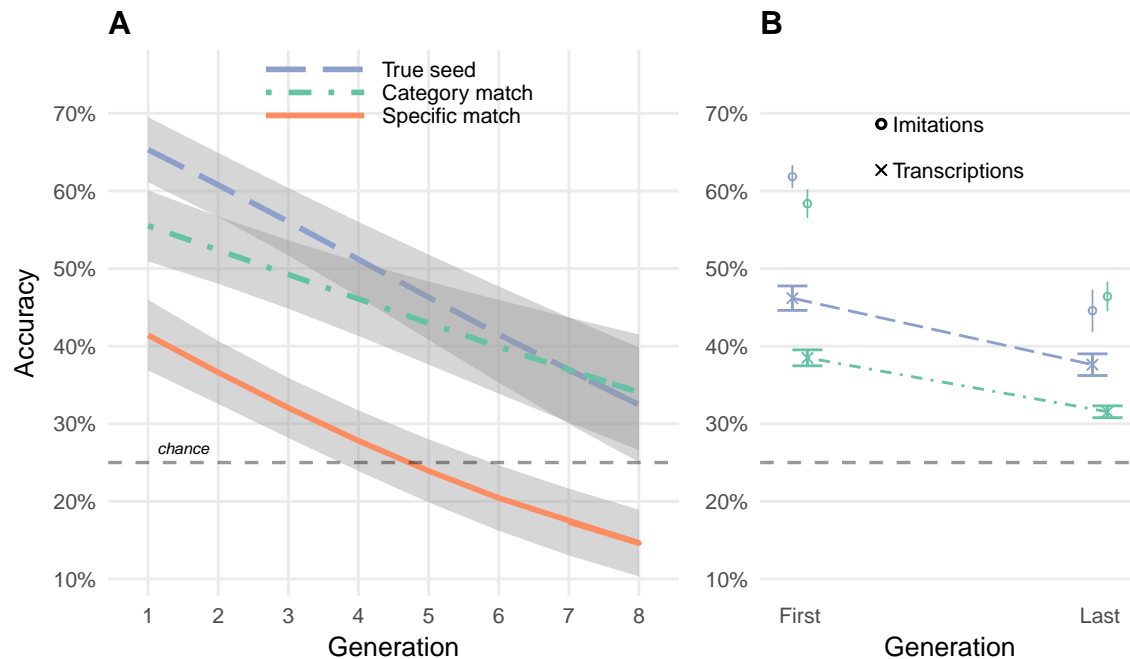 A
B
True seed
Category match
Specific match
Imitations
Transcriptions
chance
Accuracy
70%
60%
50%
40%
30%
20%
10%
1 2 3 4 5 6 7 8
Generation
70%
60%
50%
40%
30%
20%
10%
First Last
Generation